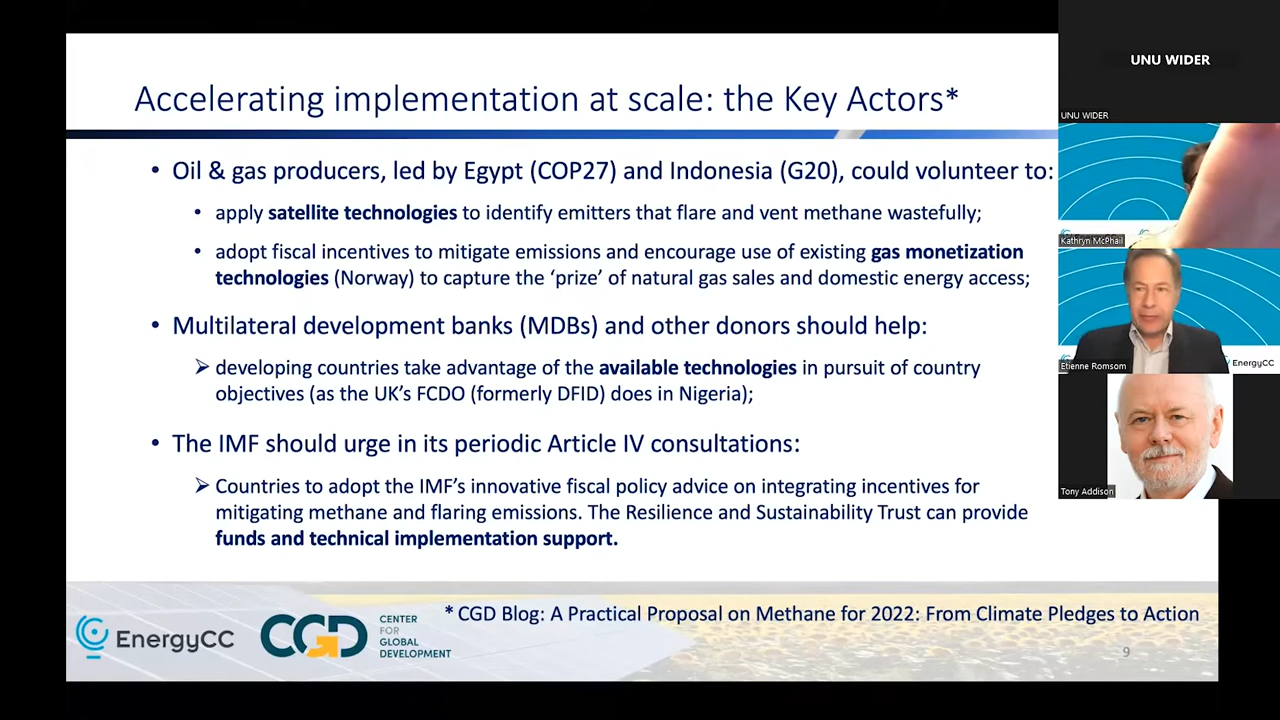 Accelerating implementation at scale: the Key Actors*
• Oil & gas producers, led by Egypt (COP27) and Indonesia (G20), could volunteer to:
• apply satellite technologies to identify emitters that flare and vent methane wastefully;
• adopt fiscal incentives to mitigate emissions and encourage use of existing gas monetization
technologies (Norway) to capture the ‘prize’ of natural gas sales and domestic energy access;
• Multilateral development banks (MDBs) and other donors should help:
➢ developing countries take advantage of the available technologies in pursuit of country
objectives (as the UK’s FCDO (formerly DFID) does in Nigeria);
• The IMF should urge in its periodic Article IV consultations:
➢ Countries to adopt the IMF’s innovative fiscal policy advice on integrating incentives for
mitigating methane and flaring emissions. The Resilience and Sustainability Trust can provide
funds and technical implementation support.
* CGD Blog: A Practical Proposal on Methane for 2022: From Climate Pledges to Action
EnergyCC
CGD
CENTER
FOR
GLOBAL
DEVELOPMENT
9
UNU WIDER
UNU WIDER
Kathryn McPhail
EnergyCC
Etienne Romsom
Tony Addison